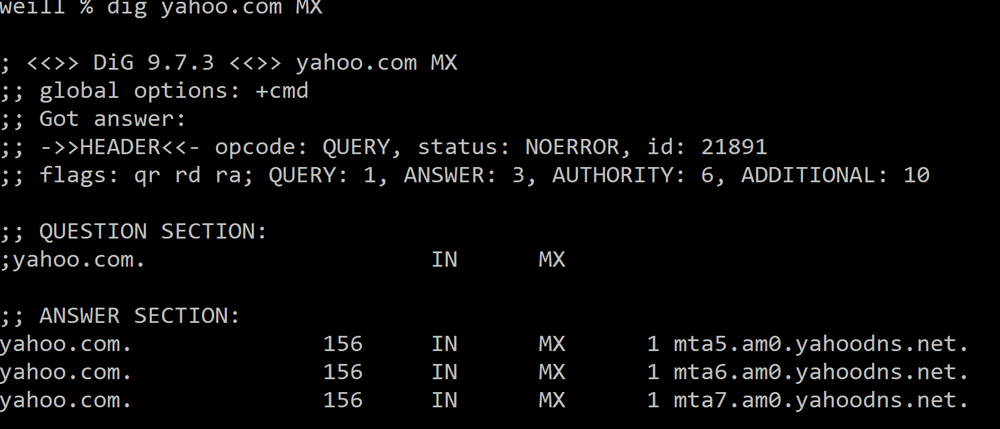 weill % dig yahoo.com MX
; <<>> DiG 9.7.3 <<>> yahoo.com MX
;; global options: +cmd
;; Got answer:
;; ->>HEADER<<- opcode: QUERY, status: NOERROR, id: 21891
;; flags: qr rd ra; QUERY: 1, ANSWER: 3, AUTHORITY: 6, ADDITIONAL: 10
;; QUESTION SECTION:
;yahoo.com. IN MX
;; ANSWER SECTION:
yahoo.com. 156 IN MX 1 mta5.am0.yahoodns.net.
yahoo.com. 156 IN MX 1 mta6.am0.yahoodns.net.
yahoo.com. 156 IN MX 1 mta7.am0.yahoodns.net.